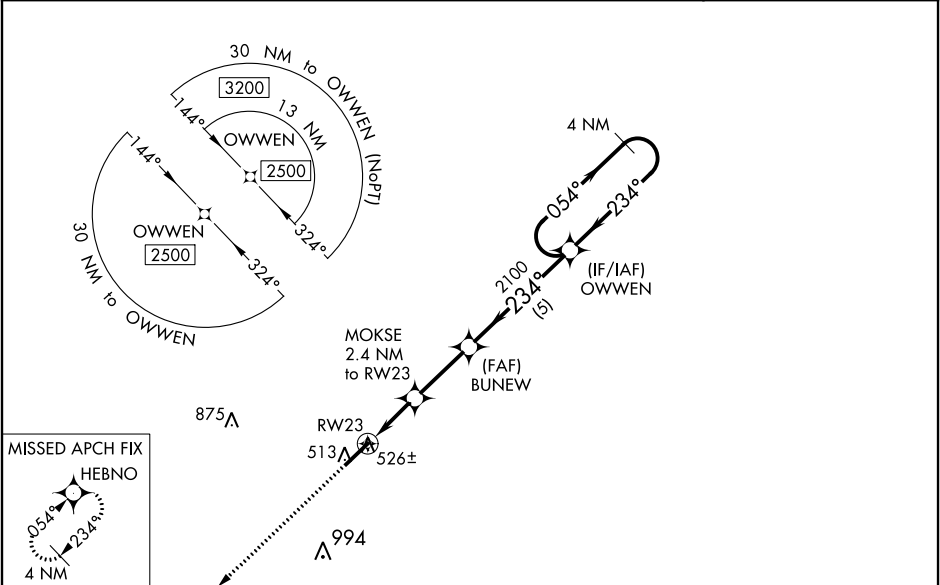 30 NM to OWWEN (NoPT)
3200
144°
13 NM
OWWEN
2500
324°
144°
OWWEN
2500
324°
30 NM to OWWEN
4 NM
054°
234°
(IF/IAF)
OWWEN
2100
234°
(5)
MOKSE
2.4 NM
to RW23
(FAF)
BUNEW
875
RW23
513
526±
994
MISSED APCH FIX
HEBNO
054°
234°
4 NM